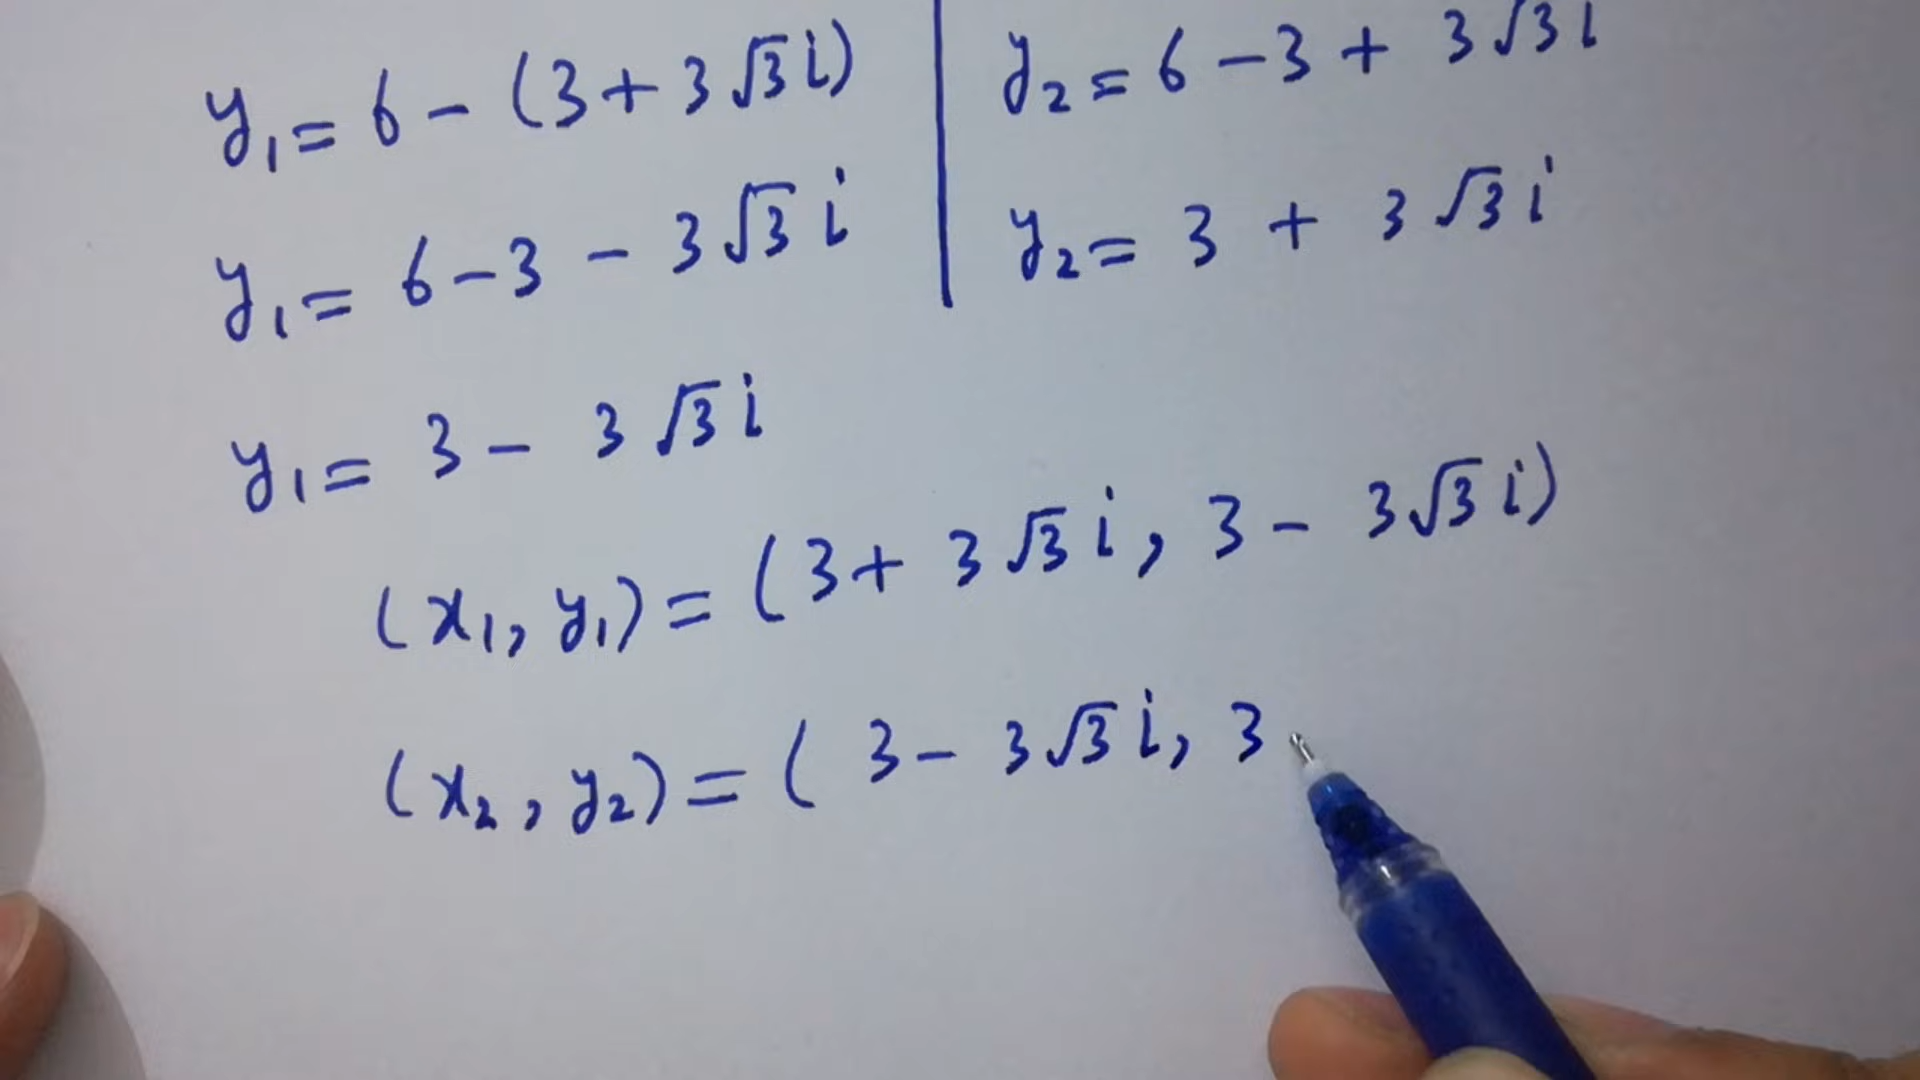 y₁ = 6 - (3 + 3√3 i)
y₁ = 6 - 3 - 3√3 i
y₁ = 3 - 3√3 i
y₂ = 6 - 3 + 3√3 i
y₂ = 3 + 3√3 i
(x₁, y₁) = (3 + 3√3 i, 3 - 3√3 i)
(x₂, y₂) = ( 3 - 3√3 i, 3